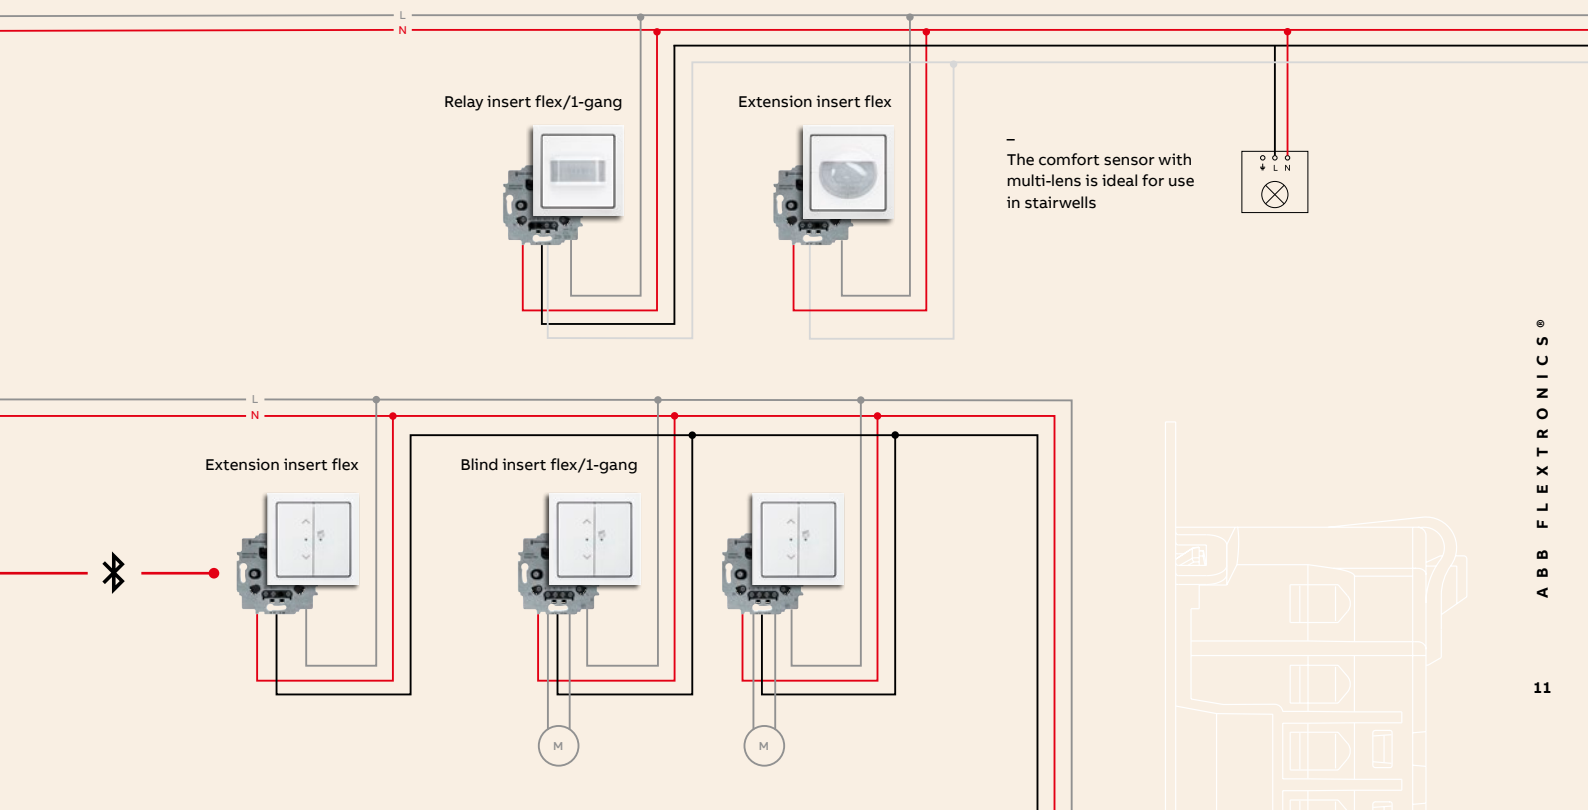 L
N
Relay insert flex/1-gang
Extension insert flex
–
The comfort sensor with
multi-lens is ideal for use
in stairwells
L N
L
N
Extension insert flex
Blind insert flex/1-gang
M
M
ABB FLEXTRONICS®
11